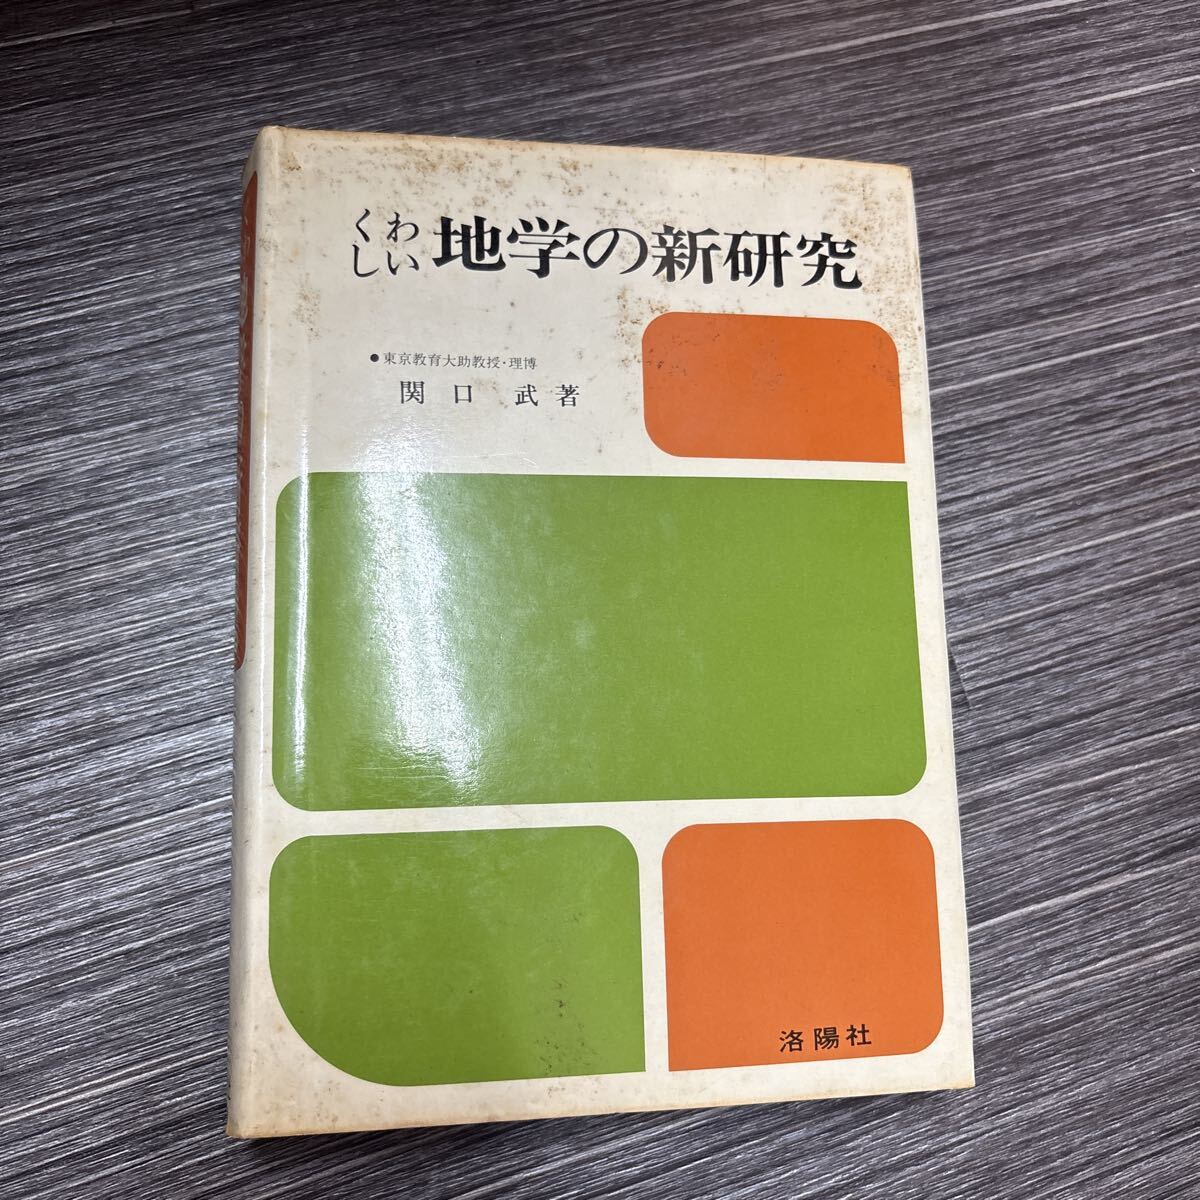 くわしい 地学の新研究
●東京教育大助教授・理博
関口 武著
洛陽社